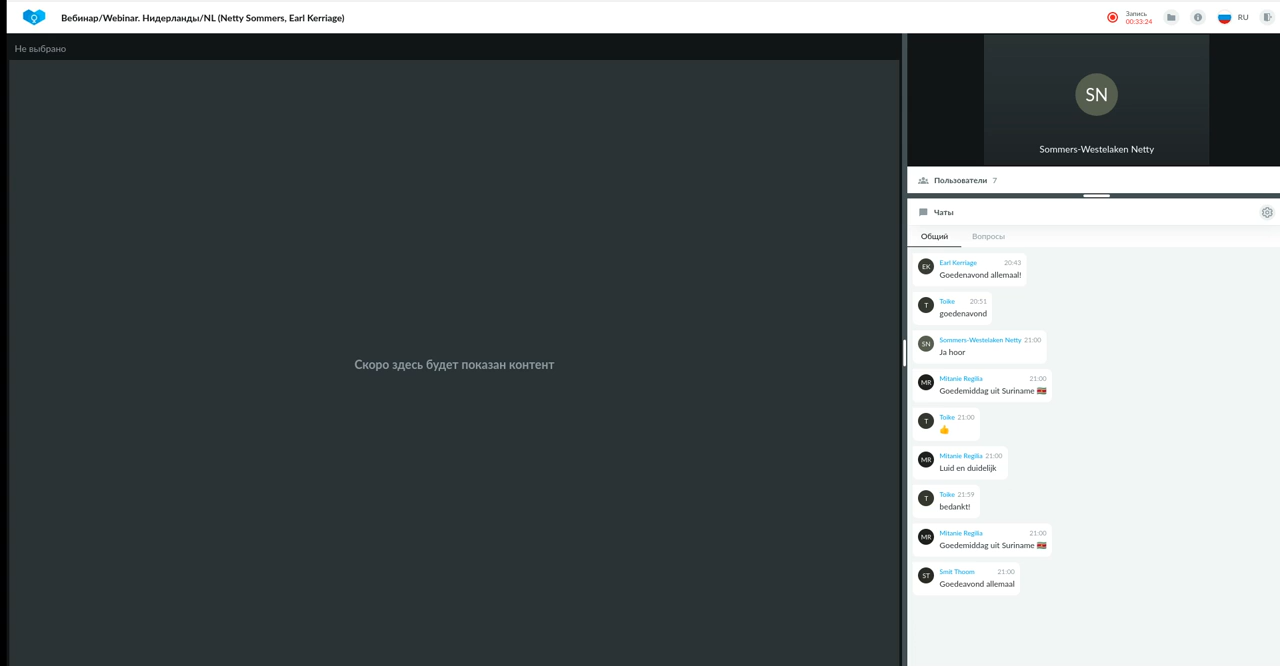 Вебинар/Webinar. Нидерланды/NL (Netty Sommers, Earl Kerriage)
Запись
00:33:24
RU
Не выбрано
Скоро здесь будет показан контент
SN
Sommers-Westelaken Netty
Пользователи 7
Чаты
Общий Вопросы
EK
Earl Kerriage 20:43
Goedenavond allemaal!
T
Toike 20:51
goedenavond
SN
Sommers-Westelaken Netty 21:00
Ja hoor
MR
Mitanie Regilia 21:00
Goedemiddag uit Suriname 🇸🇷
T
Toike 21:00
👍
MR
Mitanie Regilia 21:00
Luid en duidelijk
T
Toike 21:59
bedankt!
MR
Mitanie Regilia 21:00
Goedemiddag uit Suriname 🇸🇷
ST
Smit Thoom 21:00
Goedeavond allemaal